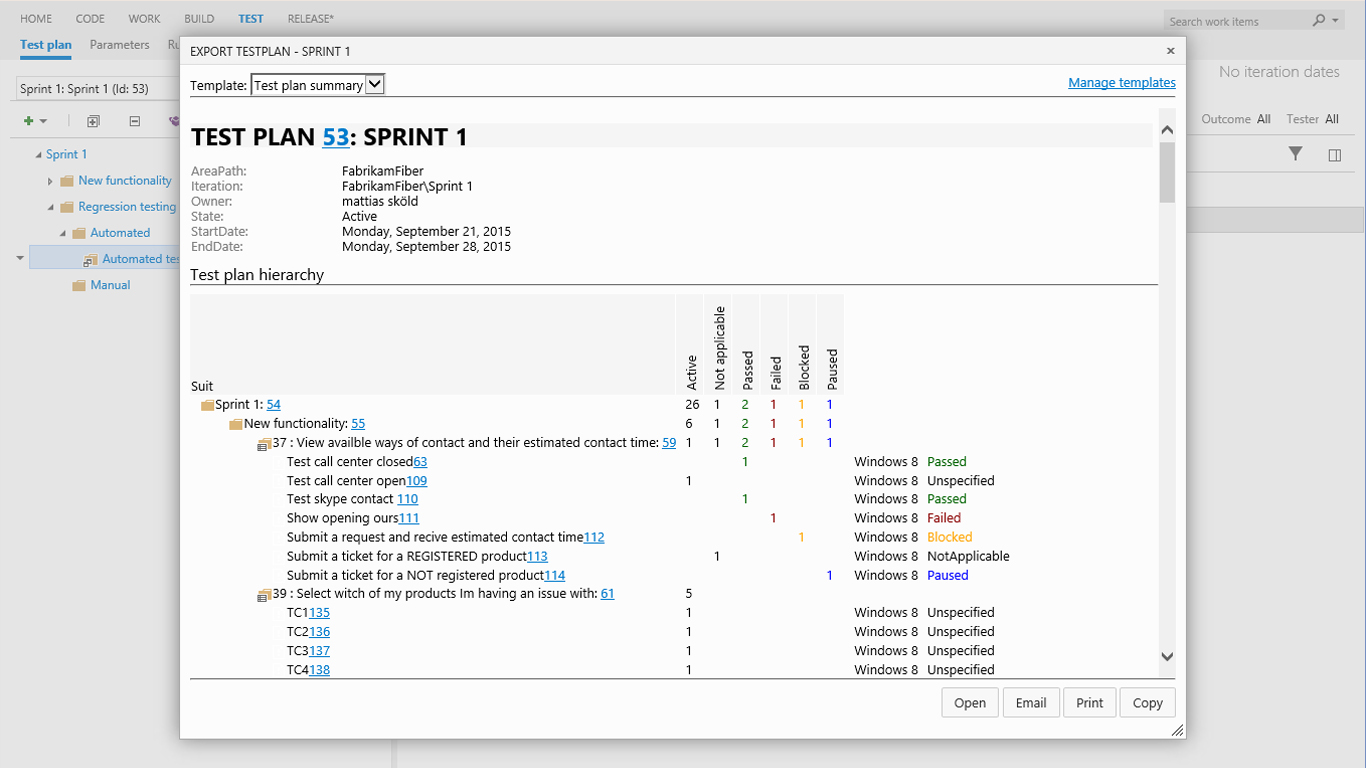 HOME CODE WORK BUILD TEST RELEASE*
Search work items
Test plan Parameters Ru
No iteration dates
Sprint 1: Sprint 1 (Id: 53)
Outcome All Tester All
Sprint 1
New functionality
Regression testing
Automated
Automated tes
Manual
EXPORT TESTPLAN - SPRINT 1
Template: Test plan summary
Manage templates
TEST PLAN 53: SPRINT 1
AreaPath: FabrikamFiber
Iteration: FabrikamFiber\Sprint 1
Owner: mattias sköld
State: Active
StartDate: Monday, September 21, 2015
EndDate: Monday, September 28, 2015
Test plan hierarchy
Suit Active Not applicable Passed Failed Blocked Paused
Sprint 1: 54 26 1 2 1 1 1
New functionality: 55 6 1 2 1 1 1
37 : View availble ways of contact and their estimated contact time: 59 1 1 2 1 1 1
Test call center closed63 1 Windows 8 Passed
Test call center open109 1 Windows 8 Unspecified
Test skype contact 110 1 Windows 8 Passed
Show opening ours111 1 Windows 8 Failed
Submit a request and recive estimated contact time112 1 Windows 8 Blocked
Submit a ticket for a REGISTERED product113 1 Windows 8 NotApplicable
Submit a ticket for a NOT registered product114 1 Windows 8 Paused
39 : Select witch of my products Im having an issue with: 61 5
TC1135 1 Windows 8 Unspecified
TC2136 1 Windows 8 Unspecified
TC3137 1 Windows 8 Unspecified
TC4138 1 Windows 8 Unspecified
Open Email Print Copy